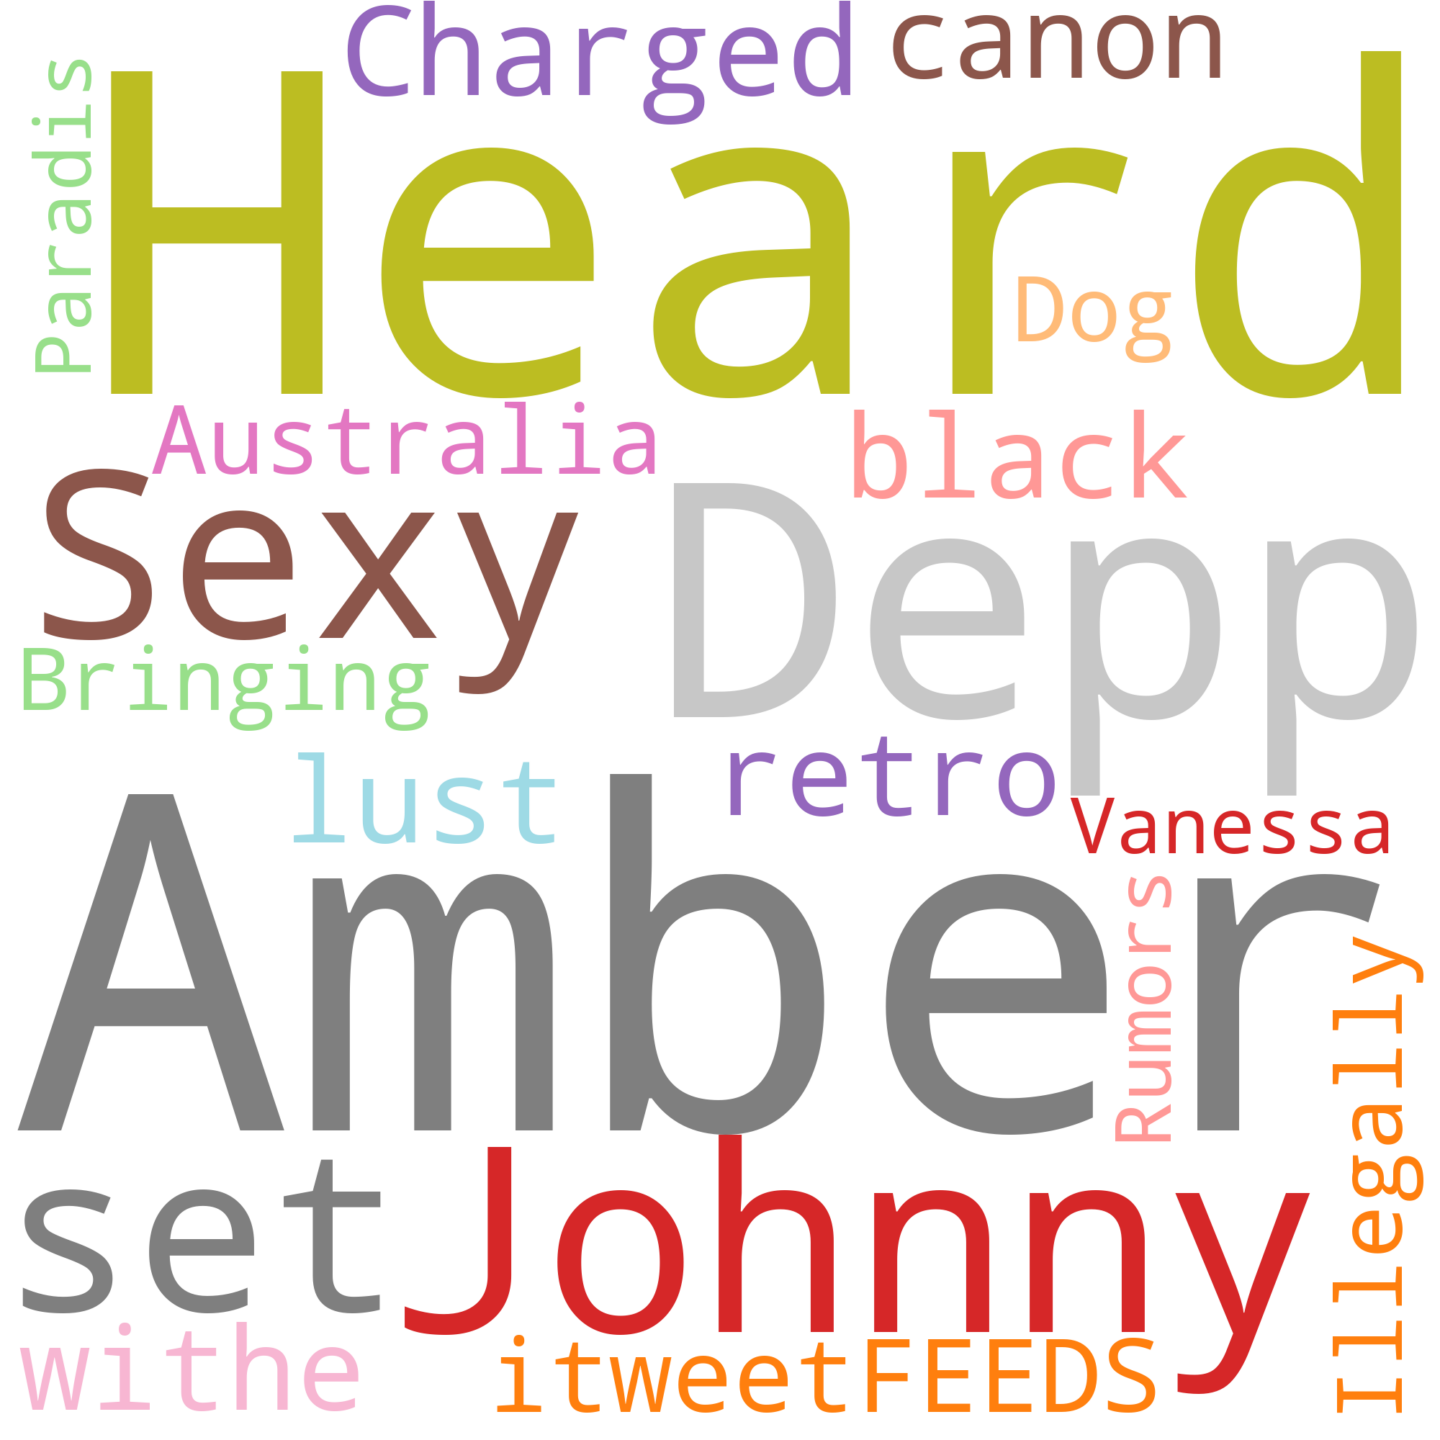 Charged
canon
Paradis
Heard
Dog
Australia
black
Sexy
Depp
Bringing
retro
lust
Vanessa
Amber
Rumors
Illegally
set
Johnny
withe
itweetFEEDS